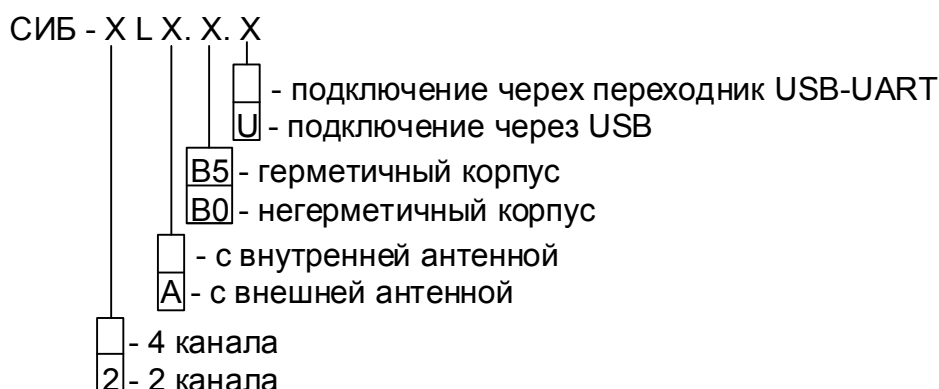 СИБ - X L X. X. X
- подключение черех переходник USB-UART
U - подключение через USB
B5 - герметичный корпус
B0 - негерметичный корпус
- с внутренней антенной
A - с внешней антенной
- 4 канала
2 - 2 канала